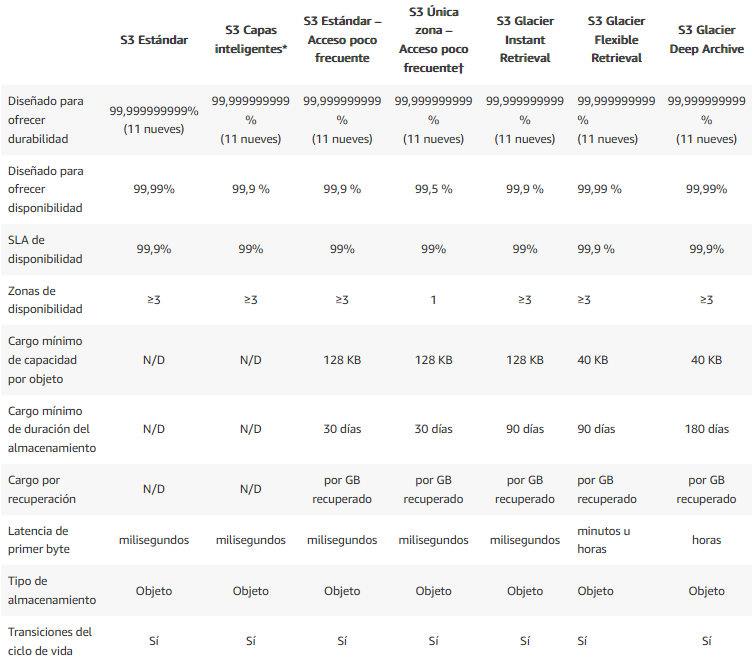 S3 Estándar
S3 Capas
inteligentes*
S3 Estándar –
Acceso poco
frecuente
S3 Única
zona –
Acceso poco
frecuente†
S3 Glacier
Instant
Retrieval
S3 Glacier
Flexible
Retrieval
S3 Glacier
Deep Archive
Diseñado para
ofrecer
durabilidad
99,999999999%
(11 nueves)
99,999999999
%
(11 nueves)
99,999999999
%
(11 nueves)
99,999999999
%
(11 nueves)
99,999999999
%
(11 nueves)
99,999999999
%
(11 nueves)
99,999999999
%
(11 nueves)
Diseñado para
ofrecer
disponibilidad
99,99%
99,9 %
99,9 %
99,5 %
99,9 %
99,99 %
99,99%
SLA de
disponibilidad
99,9%
99%
99%
99%
99%
99,9 %
99,9%
Zonas de
disponibilidad
≥3
≥3
≥3
1
≥3
≥3
≥3
Cargo mínimo
de capacidad
por objeto
N/D
N/D
128 KB
128 KB
128 KB
40 KB
40 KB
Cargo mínimo
de duración del
almacenamiento
N/D
N/D
30 días
30 días
90 días
90 días
180 días
Cargo por
recuperación
N/D
N/D
por GB
recuperado
por GB
recuperado
por GB
recuperado
por GB
recuperado
por GB
recuperado
Latencia de
primer byte
milisegundos
milisegundos
milisegundos
milisegundos
milisegundos
minutos u
horas
horas
Tipo de
almacenamiento
Objeto
Objeto
Objeto
Objeto
Objeto
Objeto
Objeto
Transiciones del
ciclo de vida
Sí
Sí
Sí
Sí
Sí
Sí
Sí